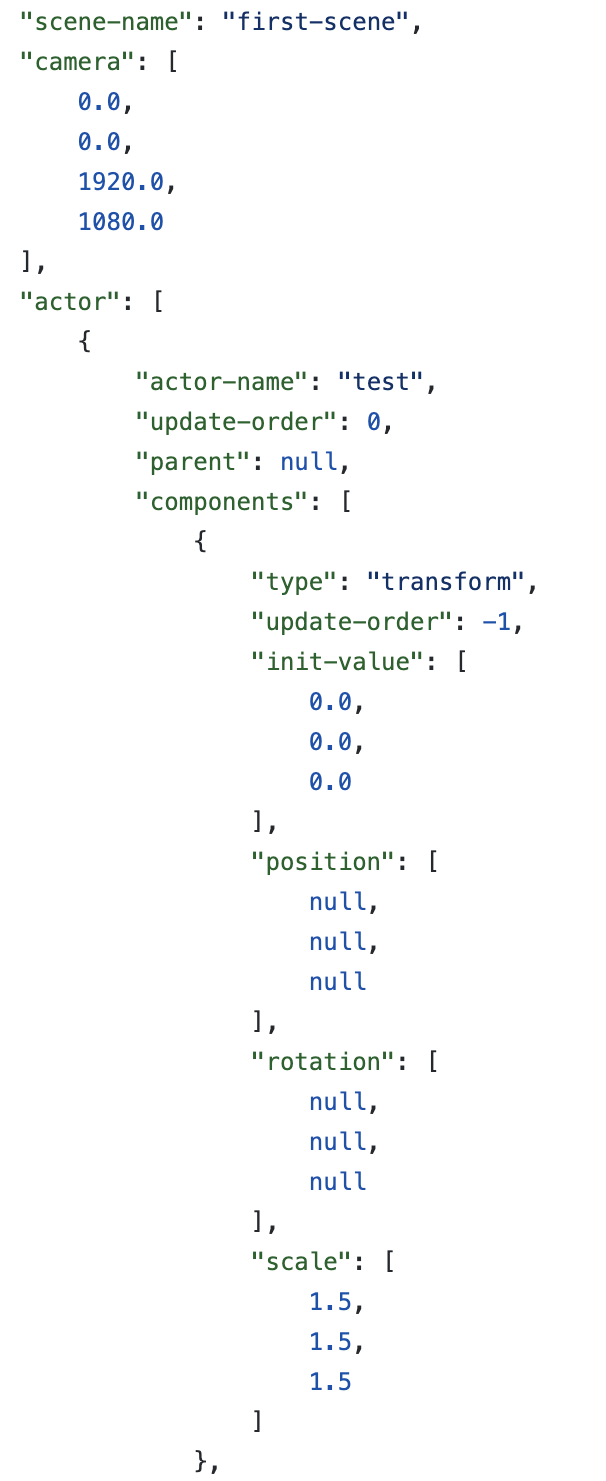 "scene-name": "first-scene",
"camera": [
    0.0,
    0.0,
    1920.0,
    1080.0
],
"actor": [
    {
        "actor-name": "test",
        "update-order": 0,
        "parent": null,
        "components": [
            {
                "type": "transform",
                "update-order": -1,
                "init-value": [
                    0.0,
                    0.0,
                    0.0
                ],
                "position": [
                    null,
                    null,
                    null
                ],
                "rotation": [
                    null,
                    null,
                    null
                ],
                "scale": [
                    1.5,
                    1.5,
                    1.5
                ]
            },